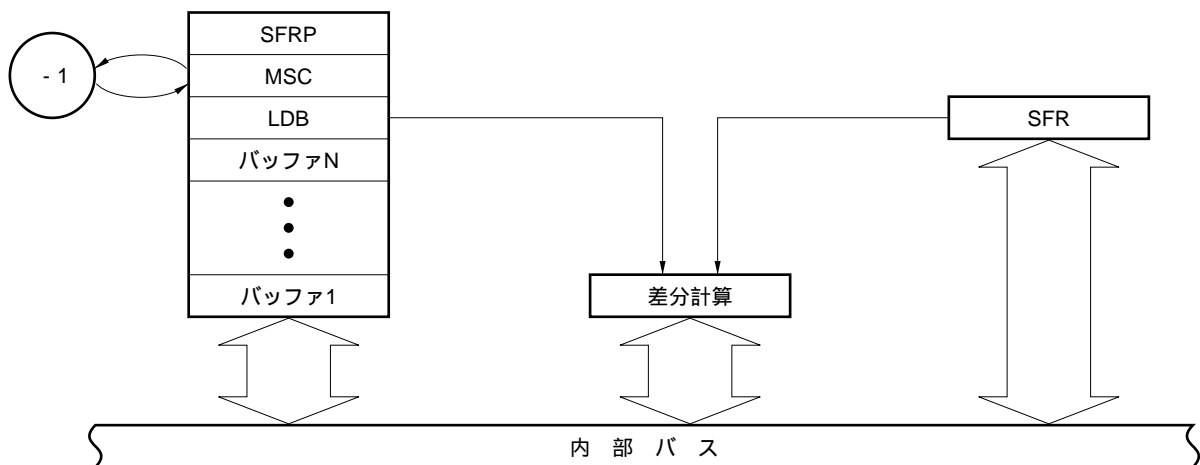 SFRP
- 1
MSC
LDB
SFR
バッファN
バッファ1
差分計算
内 部 バ ス